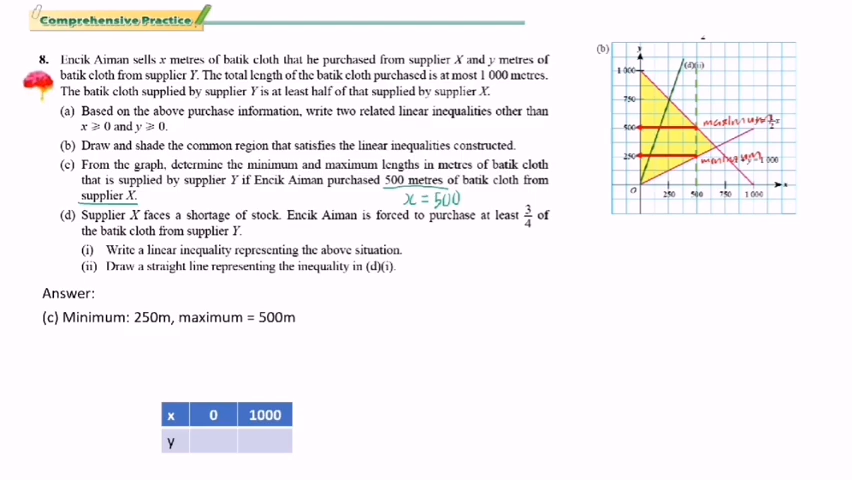 Comprehensive Practice
8. Encik Aiman sells x metres of batik cloth that he purchased from supplier X and y metres of
batik cloth from supplier Y. The total length of the batik cloth purchased is at most 1 000 metres.
The batik cloth supplied by supplier Y is at least half of that supplied by supplier X.
(a) Based on the above purchase information, write two related linear inequalities other than
x ⩾ 0 and y ⩾ 0.
(b) Draw and shade the common region that satisfies the linear inequalities constructed.
(c) From the graph, determine the minimum and maximum lengths in metres of batik cloth
that is supplied by supplier Y if Encik Aiman purchased 500 metres of batik cloth from
supplier X.
x = 500
(d) Supplier X faces a shortage of stock. Encik Aiman is forced to purchase at least 3/4 of
the batik cloth from supplier Y.
(i) Write a linear inequality representing the above situation.
(ii) Draw a straight line representing the inequality in (d)(i).
Answer:
(c) Minimum: 250m, maximum = 500m
x 0 1000
y
(b)
y
(d)(ii)
1 000
750
maximum
500
250
minimum
O 250 500 750 1 000 x